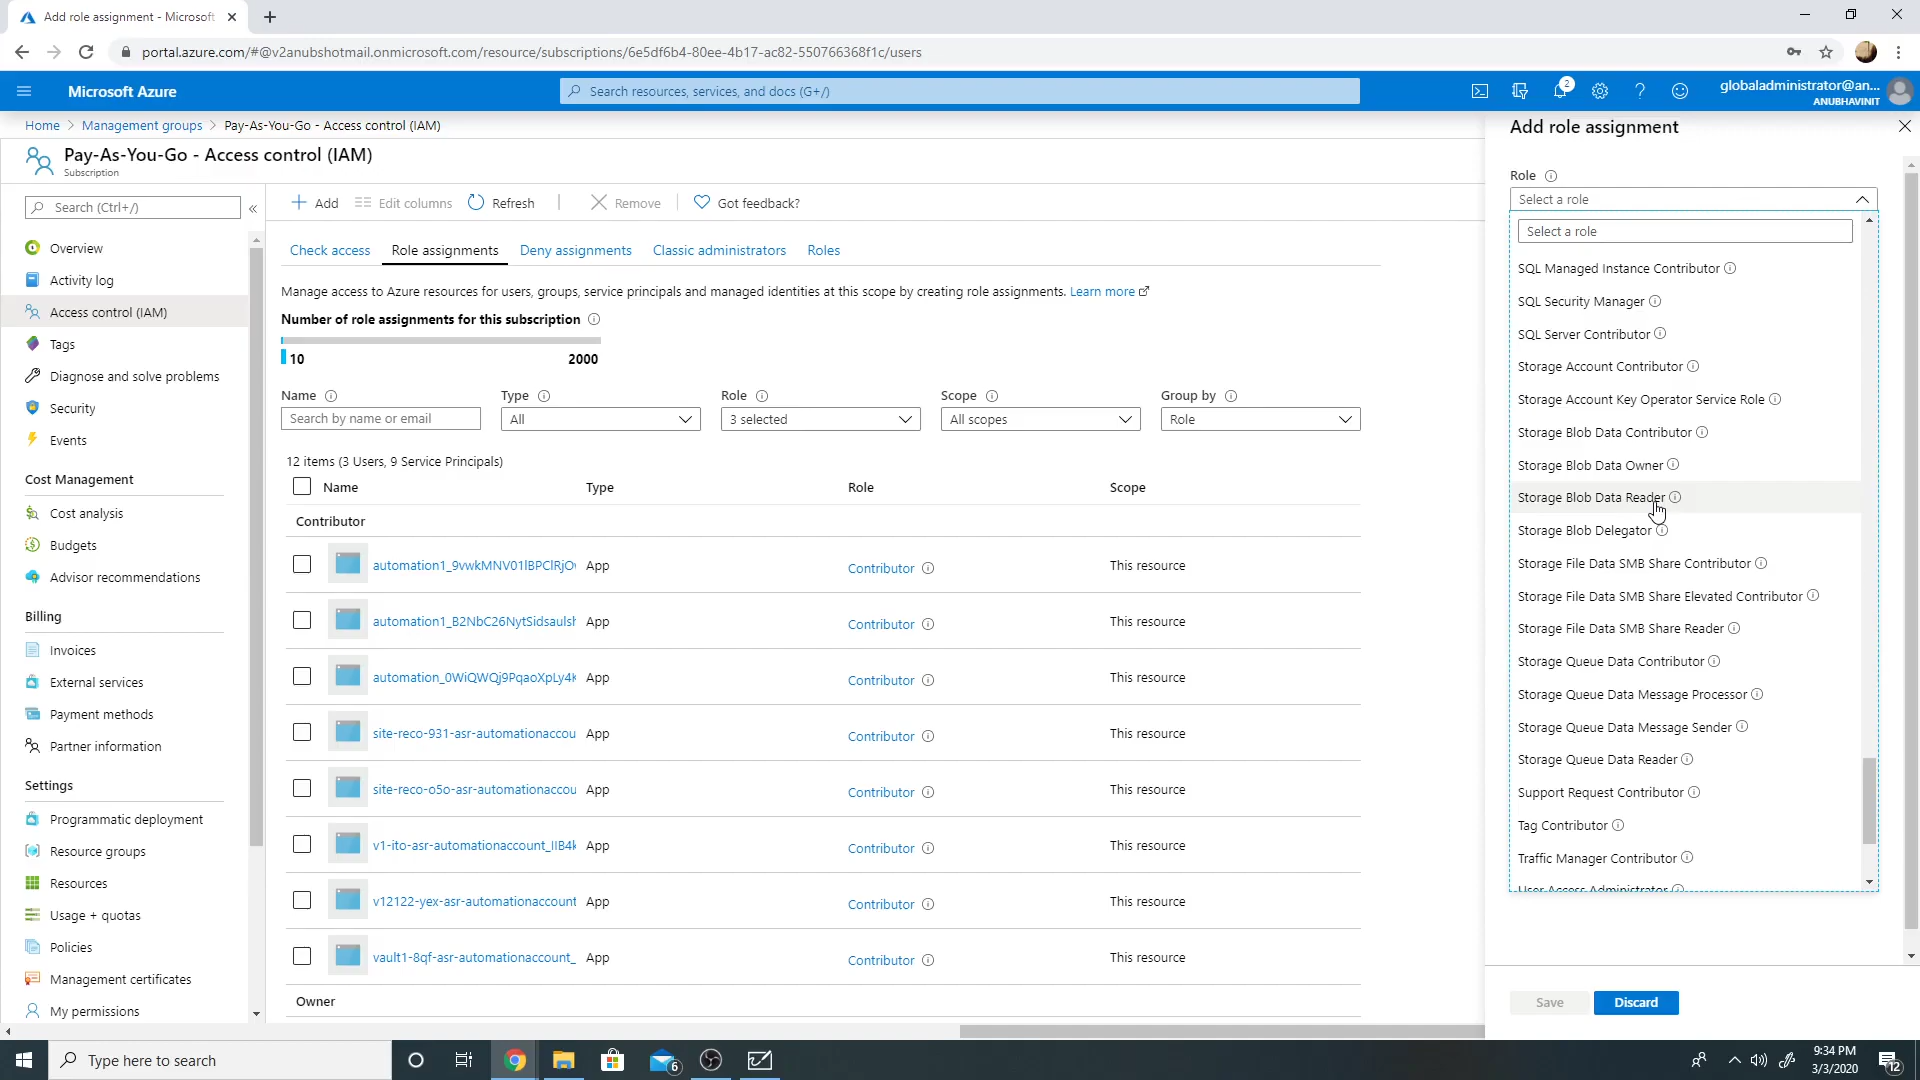 Add role assignment - Microsoft
portal.azure.com/#@v2anubshotmail.onmicrosoft.com/resource/subscriptions/6e5df6b4-80ee-4b17-ac82-550766368f1c/users
Microsoft Azure
Search resources, services, and docs (G+/)
2
globaladministrator@an...
ANUBHAVINIT
Home > Management groups > Pay-As-You-Go - Access control (IAM)
Pay-As-You-Go - Access control (IAM)
Subscription
Search (Ctrl+/)
«
Overview
Activity log
Access control (IAM)
Tags
Diagnose and solve problems
Security
Events
Cost Management
Cost analysis
Budgets
Advisor recommendations
Billing
Invoices
External services
Payment methods
Partner information
Settings
Programmatic deployment
Resource groups
Resources
Usage + quotas
Policies
Management certificates
My permissions
Add Edit columns Refresh Remove Got feedback?
Check access Role assignments Deny assignments Classic administrators Roles
Manage access to Azure resources for users, groups, service principals and managed identities at this scope by creating role assignments. Learn more
Number of role assignments for this subscription
10 2000
Name Type Role Scope Group by
Search by name or email All 3 selected All scopes Role
12 items (3 Users, 9 Service Principals)
Name Type Role Scope
Contributor
automation1_9vwkMNV01lBPClRjO App Contributor This resource
automation1_B2NbC26NytSidsaulsh App Contributor This resource
automation_0WiQWQj9PqaoXpLy4K App Contributor This resource
site-reco-931-asr-automationaccou App Contributor This resource
site-reco-o5o-asr-automationaccou App Contributor This resource
v1-ito-asr-automationaccount_IIB4k App Contributor This resource
v12122-yex-asr-automationaccount App Contributor This resource
vault1-8qf-asr-automationaccount_ App Contributor This resource
Owner
Add role assignment
Role
Select a role
Select a role
SQL Managed Instance Contributor
SQL Security Manager
SQL Server Contributor
Storage Account Contributor
Storage Account Key Operator Service Role
Storage Blob Data Contributor
Storage Blob Data Owner
Storage Blob Data Reader
Storage Blob Delegator
Storage File Data SMB Share Contributor
Storage File Data SMB Share Elevated Contributor
Storage File Data SMB Share Reader
Storage Queue Data Contributor
Storage Queue Data Message Processor
Storage Queue Data Message Sender
Storage Queue Data Reader
Support Request Contributor
Tag Contributor
Traffic Manager Contributor
User Access Administrator
Save Discard
Type here to search
6
9:34 PM
3/3/2020
12